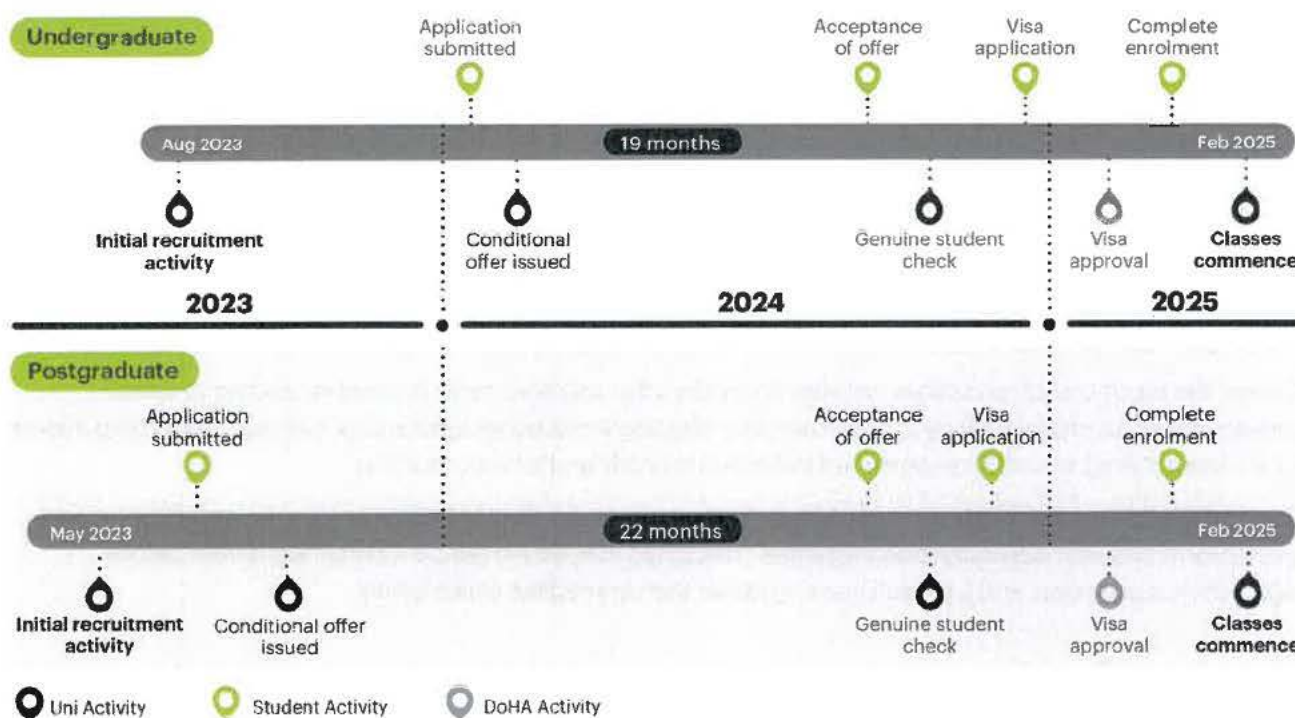 Undergraduate
Application
submitted
Acceptance
of offer
Visa
application
Complete
enrolment
Aug 2023
19 months
Feb 2025
Initial recruitment
activity
Conditional
offer issued
Genuine student
check
Visa
approval
Classes
commence
2023
2024
2025
Postgraduate
Application
submitted
Acceptance
of offer
Visa
application
Complete
enrolment
May 2023
22 months
Feb 2025
Initial recruitment
activity
Conditional offer
issued
Genuine student
check
Visa
approval
Classes
commence
Uni Activity
Student Activity
DoHA Activity